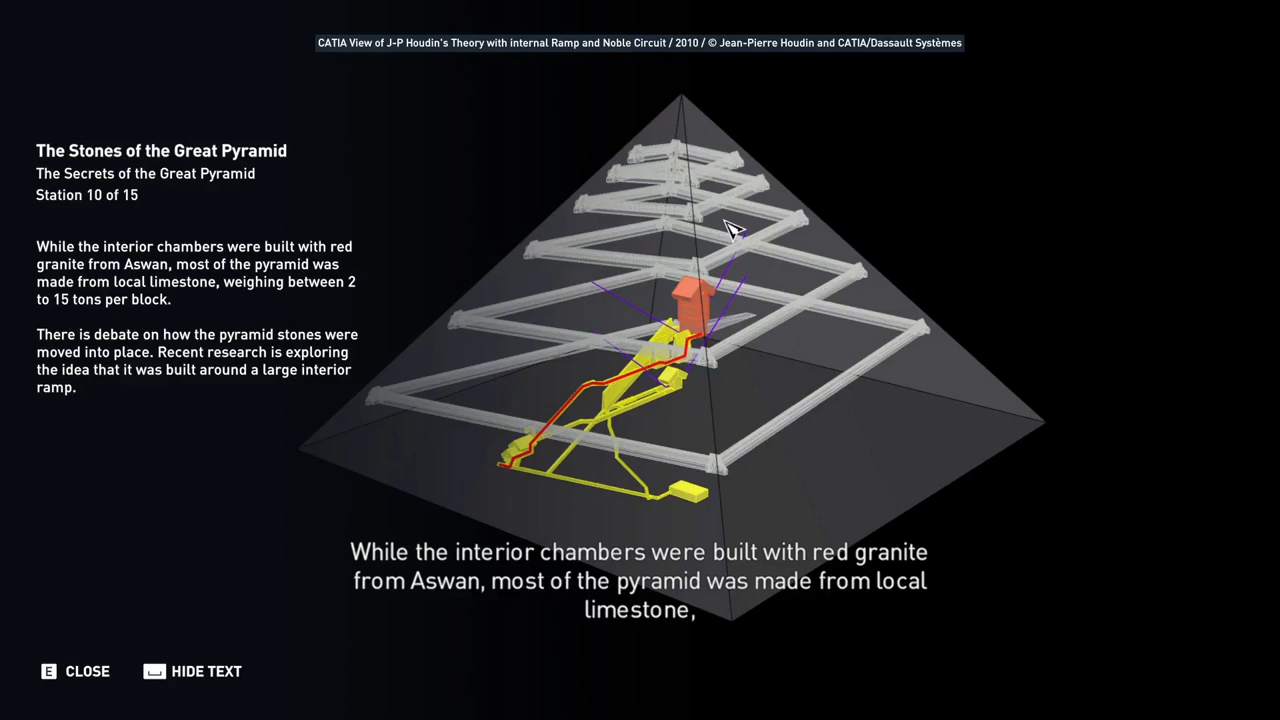 CATIA View of J-P Houdin's Theory with internal Ramp and Noble Circuit / 2010 / © Jean-Pierre Houdin and CATIA/Dassault Systèmes
The Stones of the Great Pyramid
The Secrets of the Great Pyramid
Station 10 of 15
While the interior chambers were built with red
granite from Aswan, most of the pyramid was
made from local limestone, weighing between 2
to 15 tons per block.
There is debate on how the pyramid stones were
moved into place. Recent research is exploring
the idea that it was built around a large interior
ramp.
While the interior chambers were built with red granite
from Aswan, most of the pyramid was made from local
limestone,
E CLOSE
HIDE TEXT